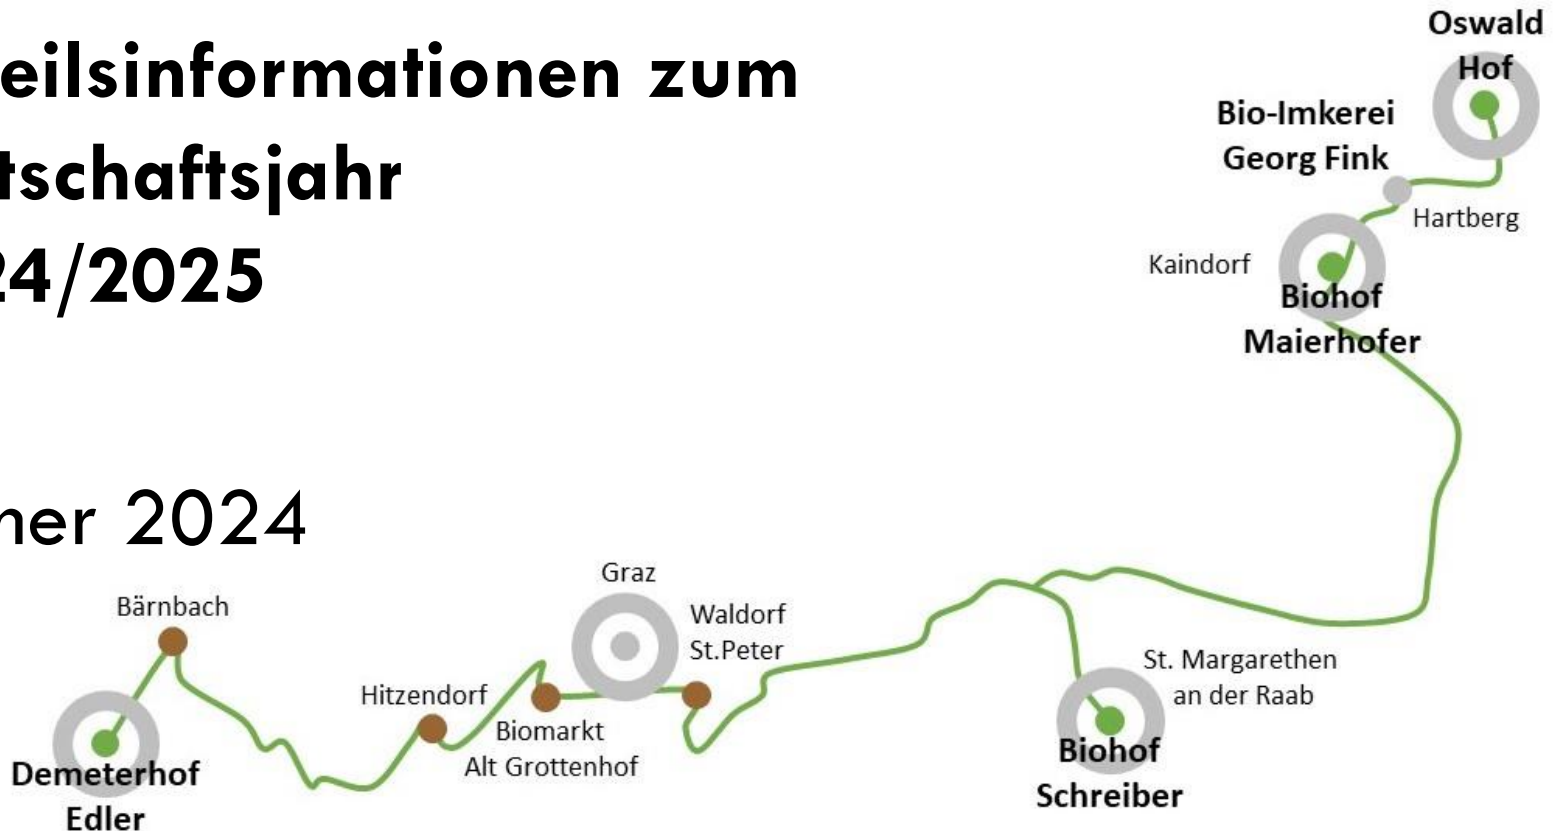 eilsinformationen zum
tschaftsjahr
24/2025
ner 2024
Oswald
Hof
Bio-Imkerei
Georg Fink
Hartberg
Kaindorf
Biohof
Maierhofer
Graz
Waldorf
St.Peter
Bärnbach
Hitzendorf
Biomarkt
Alt Grottenhof
St. Margarethen
an der Raab
Demeterhof
Edler
Biohof
Schreiber